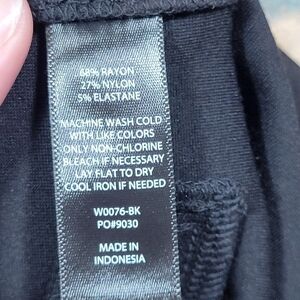 68% RAYON
27% NYLON
5% ELASTANE
MACHINE WASH COLD
WITH LIKE COLORS
ONLY NON-CHLORINE
BLEACH IF NECESSARY
LAY FLAT TO DRY
COOL IRON IF NEEDED
W0076-BK
PO#9030
MADE IN
INDONESIA